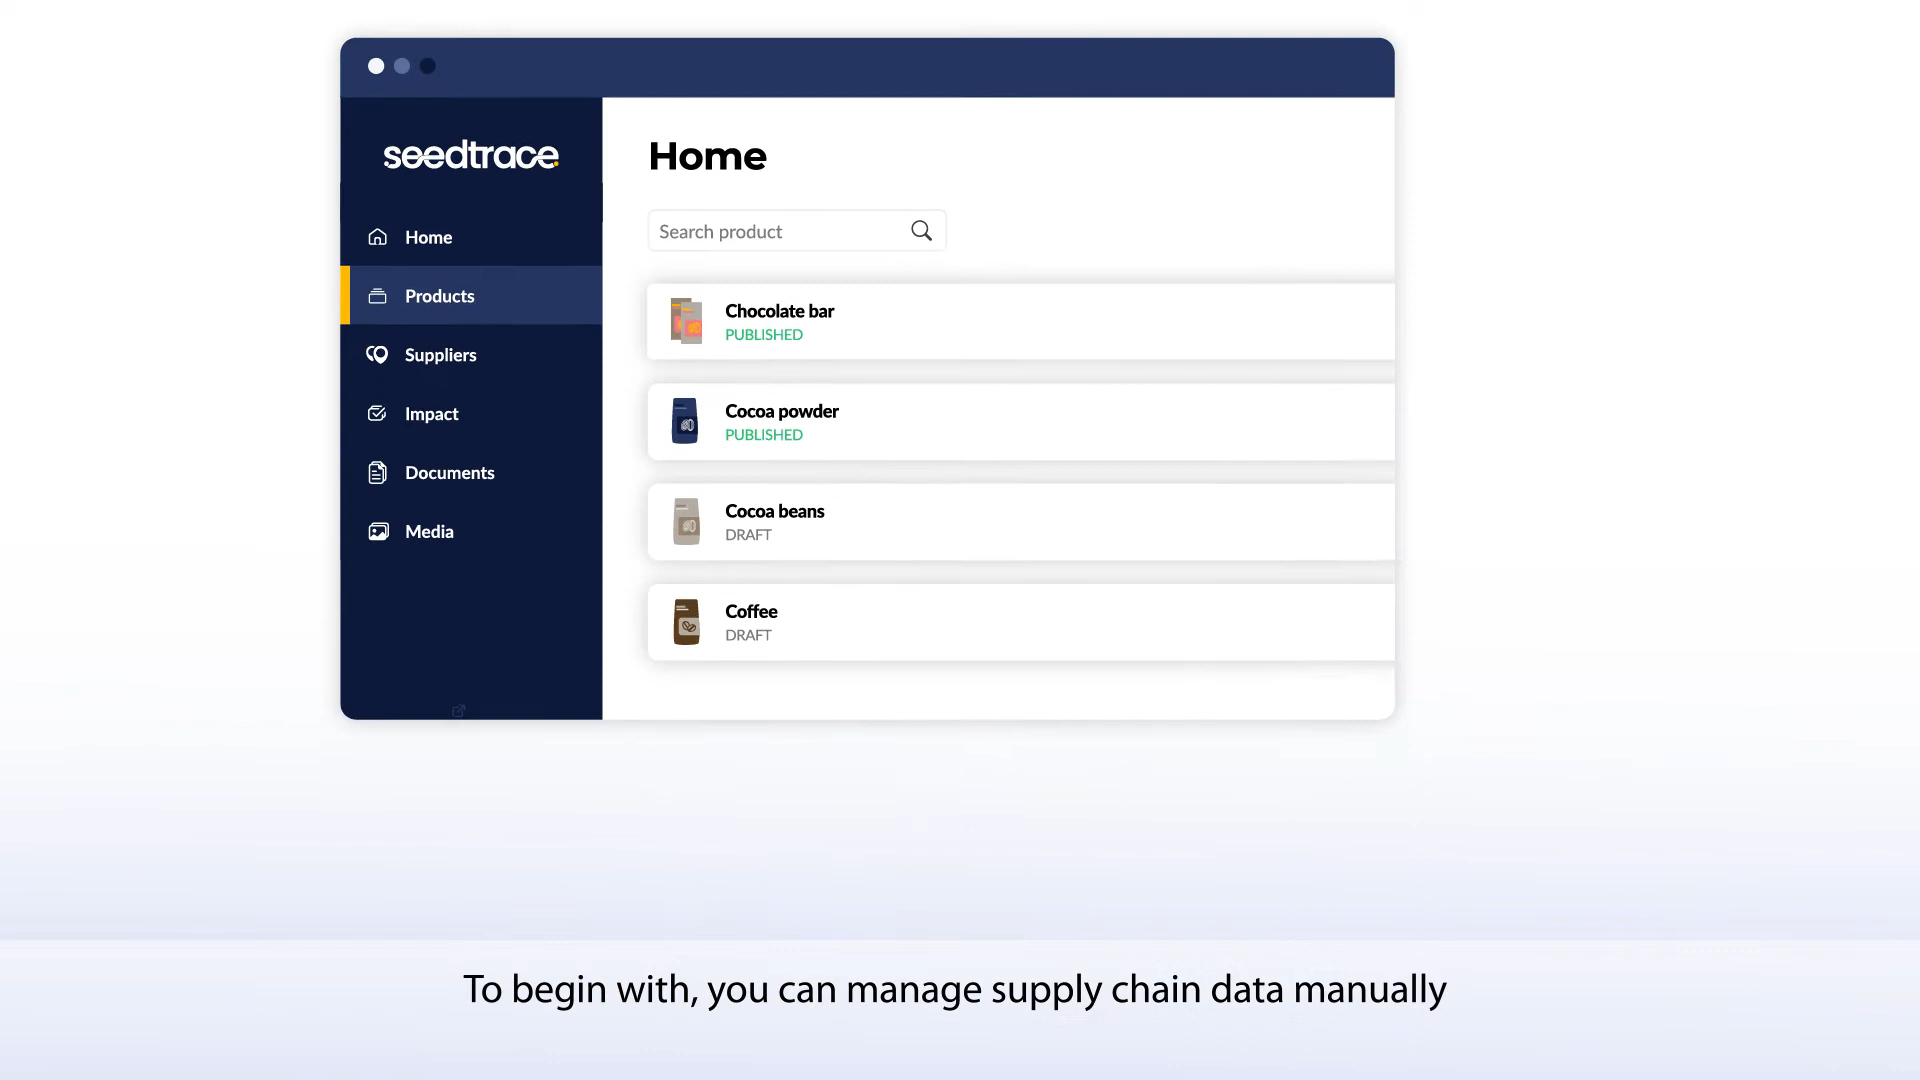 seedtrace
Home
Products
Suppliers
Impact
Documents
Media
Home
Search product
Chocolate bar
PUBLISHED
Cocoa powder
PUBLISHED
Cocoa beans
DRAFT
Coffee
DRAFT
To begin with, you can manage supply chain data manually